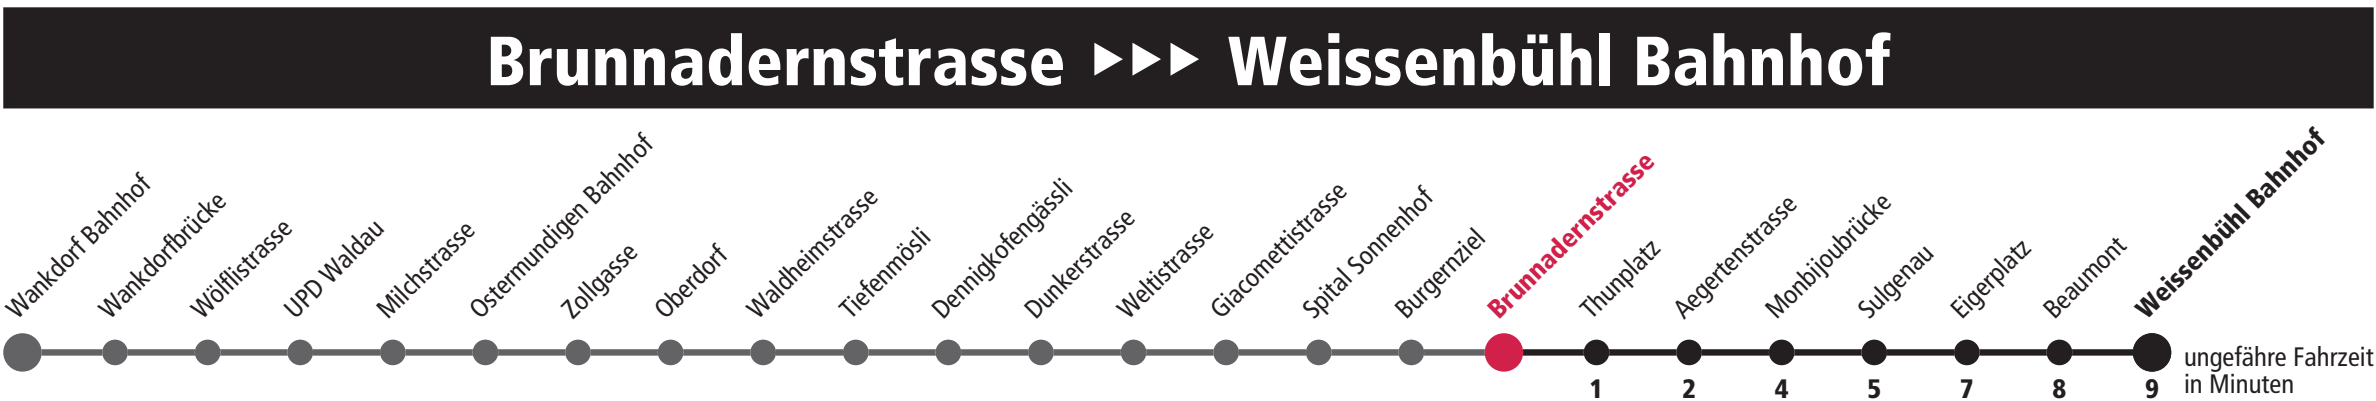 Brunnadernstrasse ▶▶▶ Weissenbühl Bahnhof
Wankdorf Bahnhof
Wankdorfbrücke
Wölflistrasse
UPD Waldau
Milchstrasse
Ostermundigen Bahnhof
Zollgasse
Oberdorf
Waldheimstrasse
Tiefenmösli
Dennigkofengässli
Dunkerstrasse
Weltistrasse
Giacomettistrasse
Spital Sonnenhof
Burgernziel
Brunnadernstrasse
Thunplatz
Aegertenstrasse
Monbijoubrücke
Sulgenau
Eigerplatz
Beaumont
Weissenbühl Bahnhof
1 2 4 5 7 8 9
ungefähre Fahrzeit
in Minuten